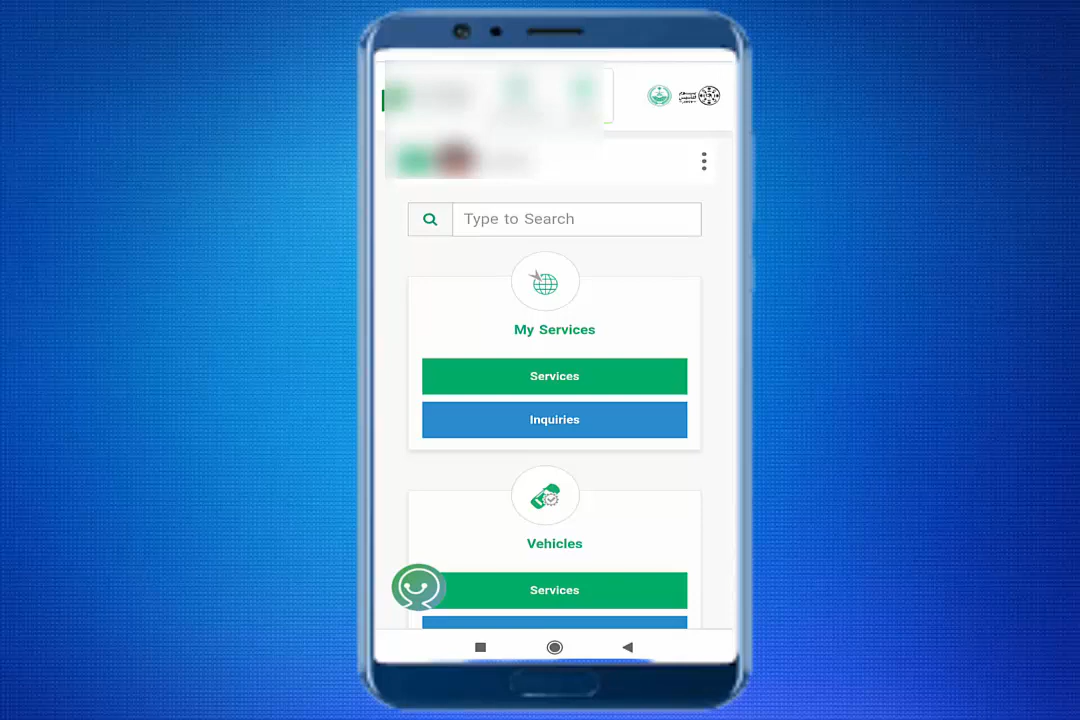 Type to Search
My Services
Services
Inquiries
Vehicles
Services